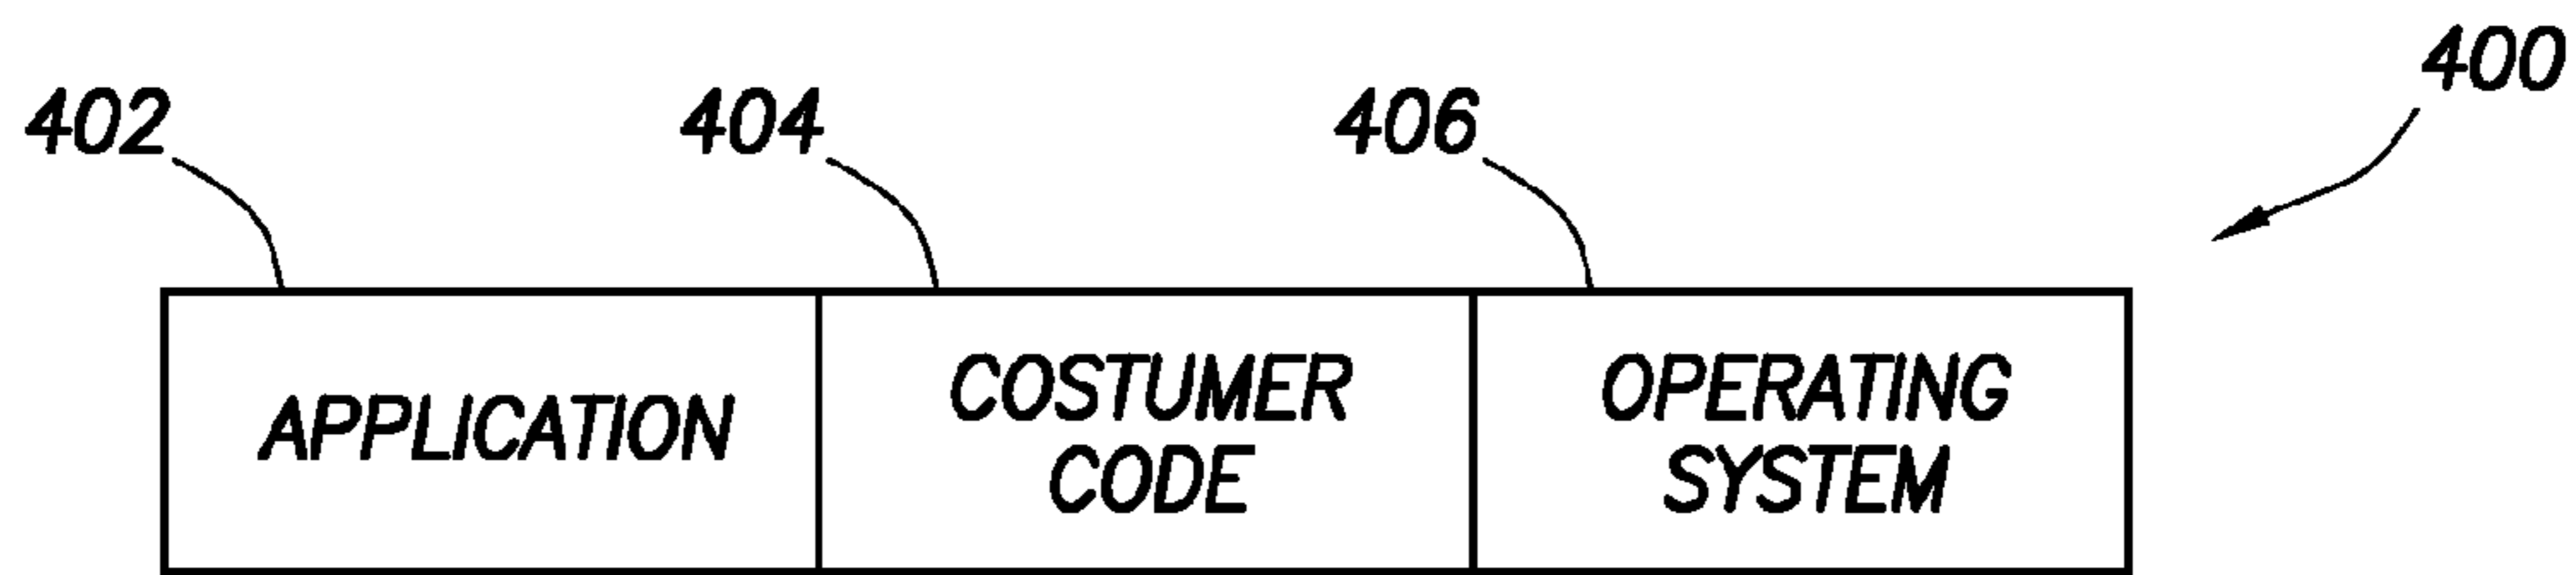 400
402 404 406
APPLICATION
COSTUMER
CODE
OPERATING
SYSTEM